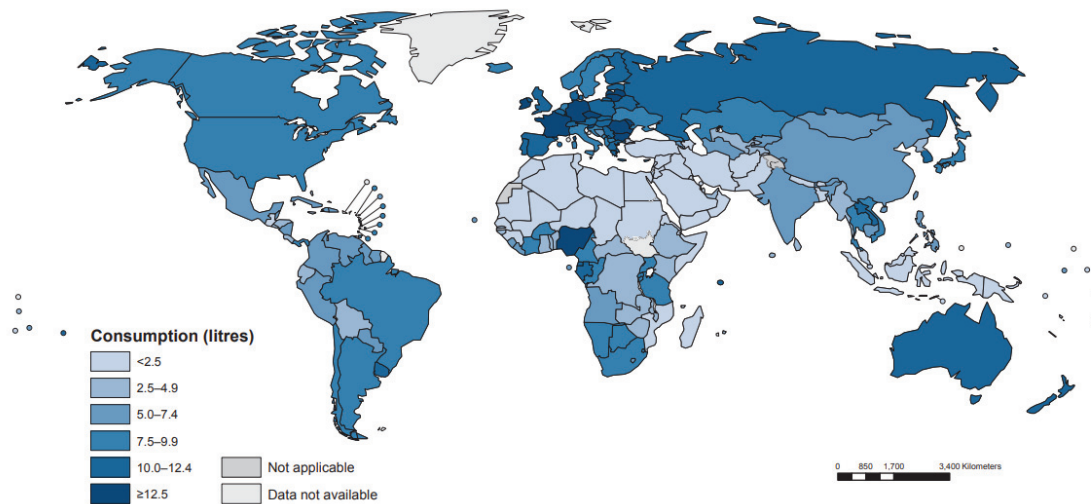 Consumption (litres)
<2.5
2.5–4.9
5.0–7.4
7.5–9.9
10.0–12.4
≥12.5
Not applicable
Data not available
0 850 1,700 3,400 Kilometers